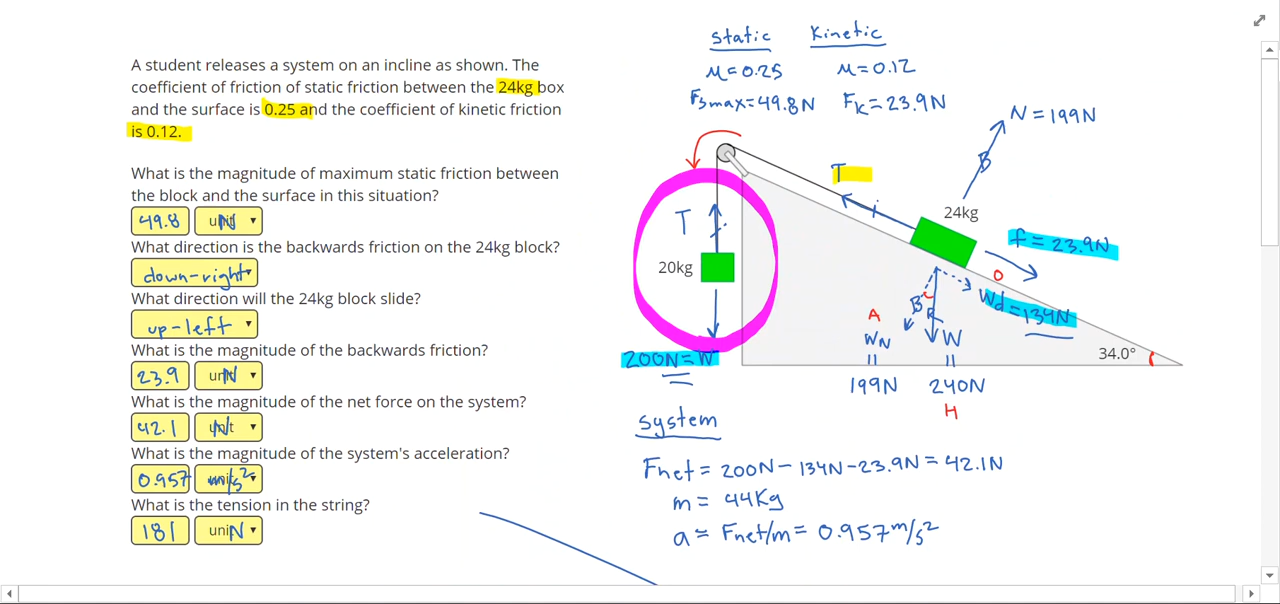 A student releases a system on an incline as shown. The
coefficient of friction of static friction between the 24kg box
and the surface is 0.25 and the coefficient of kinetic friction
is 0.12.
What is the magnitude of maximum static friction between
the block and the surface in this situation?
49.8 N
What direction is the backwards friction on the 24kg block?
down-right
What direction will the 24kg block slide?
up-left
What is the magnitude of the backwards friction?
23.9 N
What is the magnitude of the net force on the system?
42.1 N
What is the magnitude of the system's acceleration?
0.957 m/s²
What is the tension in the string?
181 N
Static Kinetic
μ=0.25 μ=0.12
Fsmax=49.8N Fk=23.9N
N=199N
B
T
24kg
T
f=23.9N
20kg
O
Wd=134N
B
A
WN W
200N=W
34.0°
199N 240N
H
System
Fnet = 200N - 134N - 23.9N = 42.1N
m = 44Kg
a = Fnet/m = 0.957 m/s²